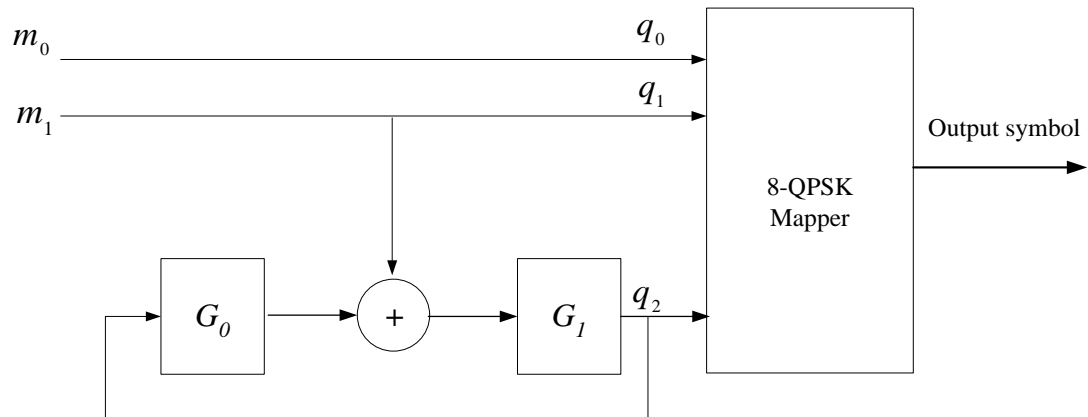 m₀
q₀
m₁
q₁
Output symbol
8-QPSK
Mapper
G₀
+
G₁
q₂